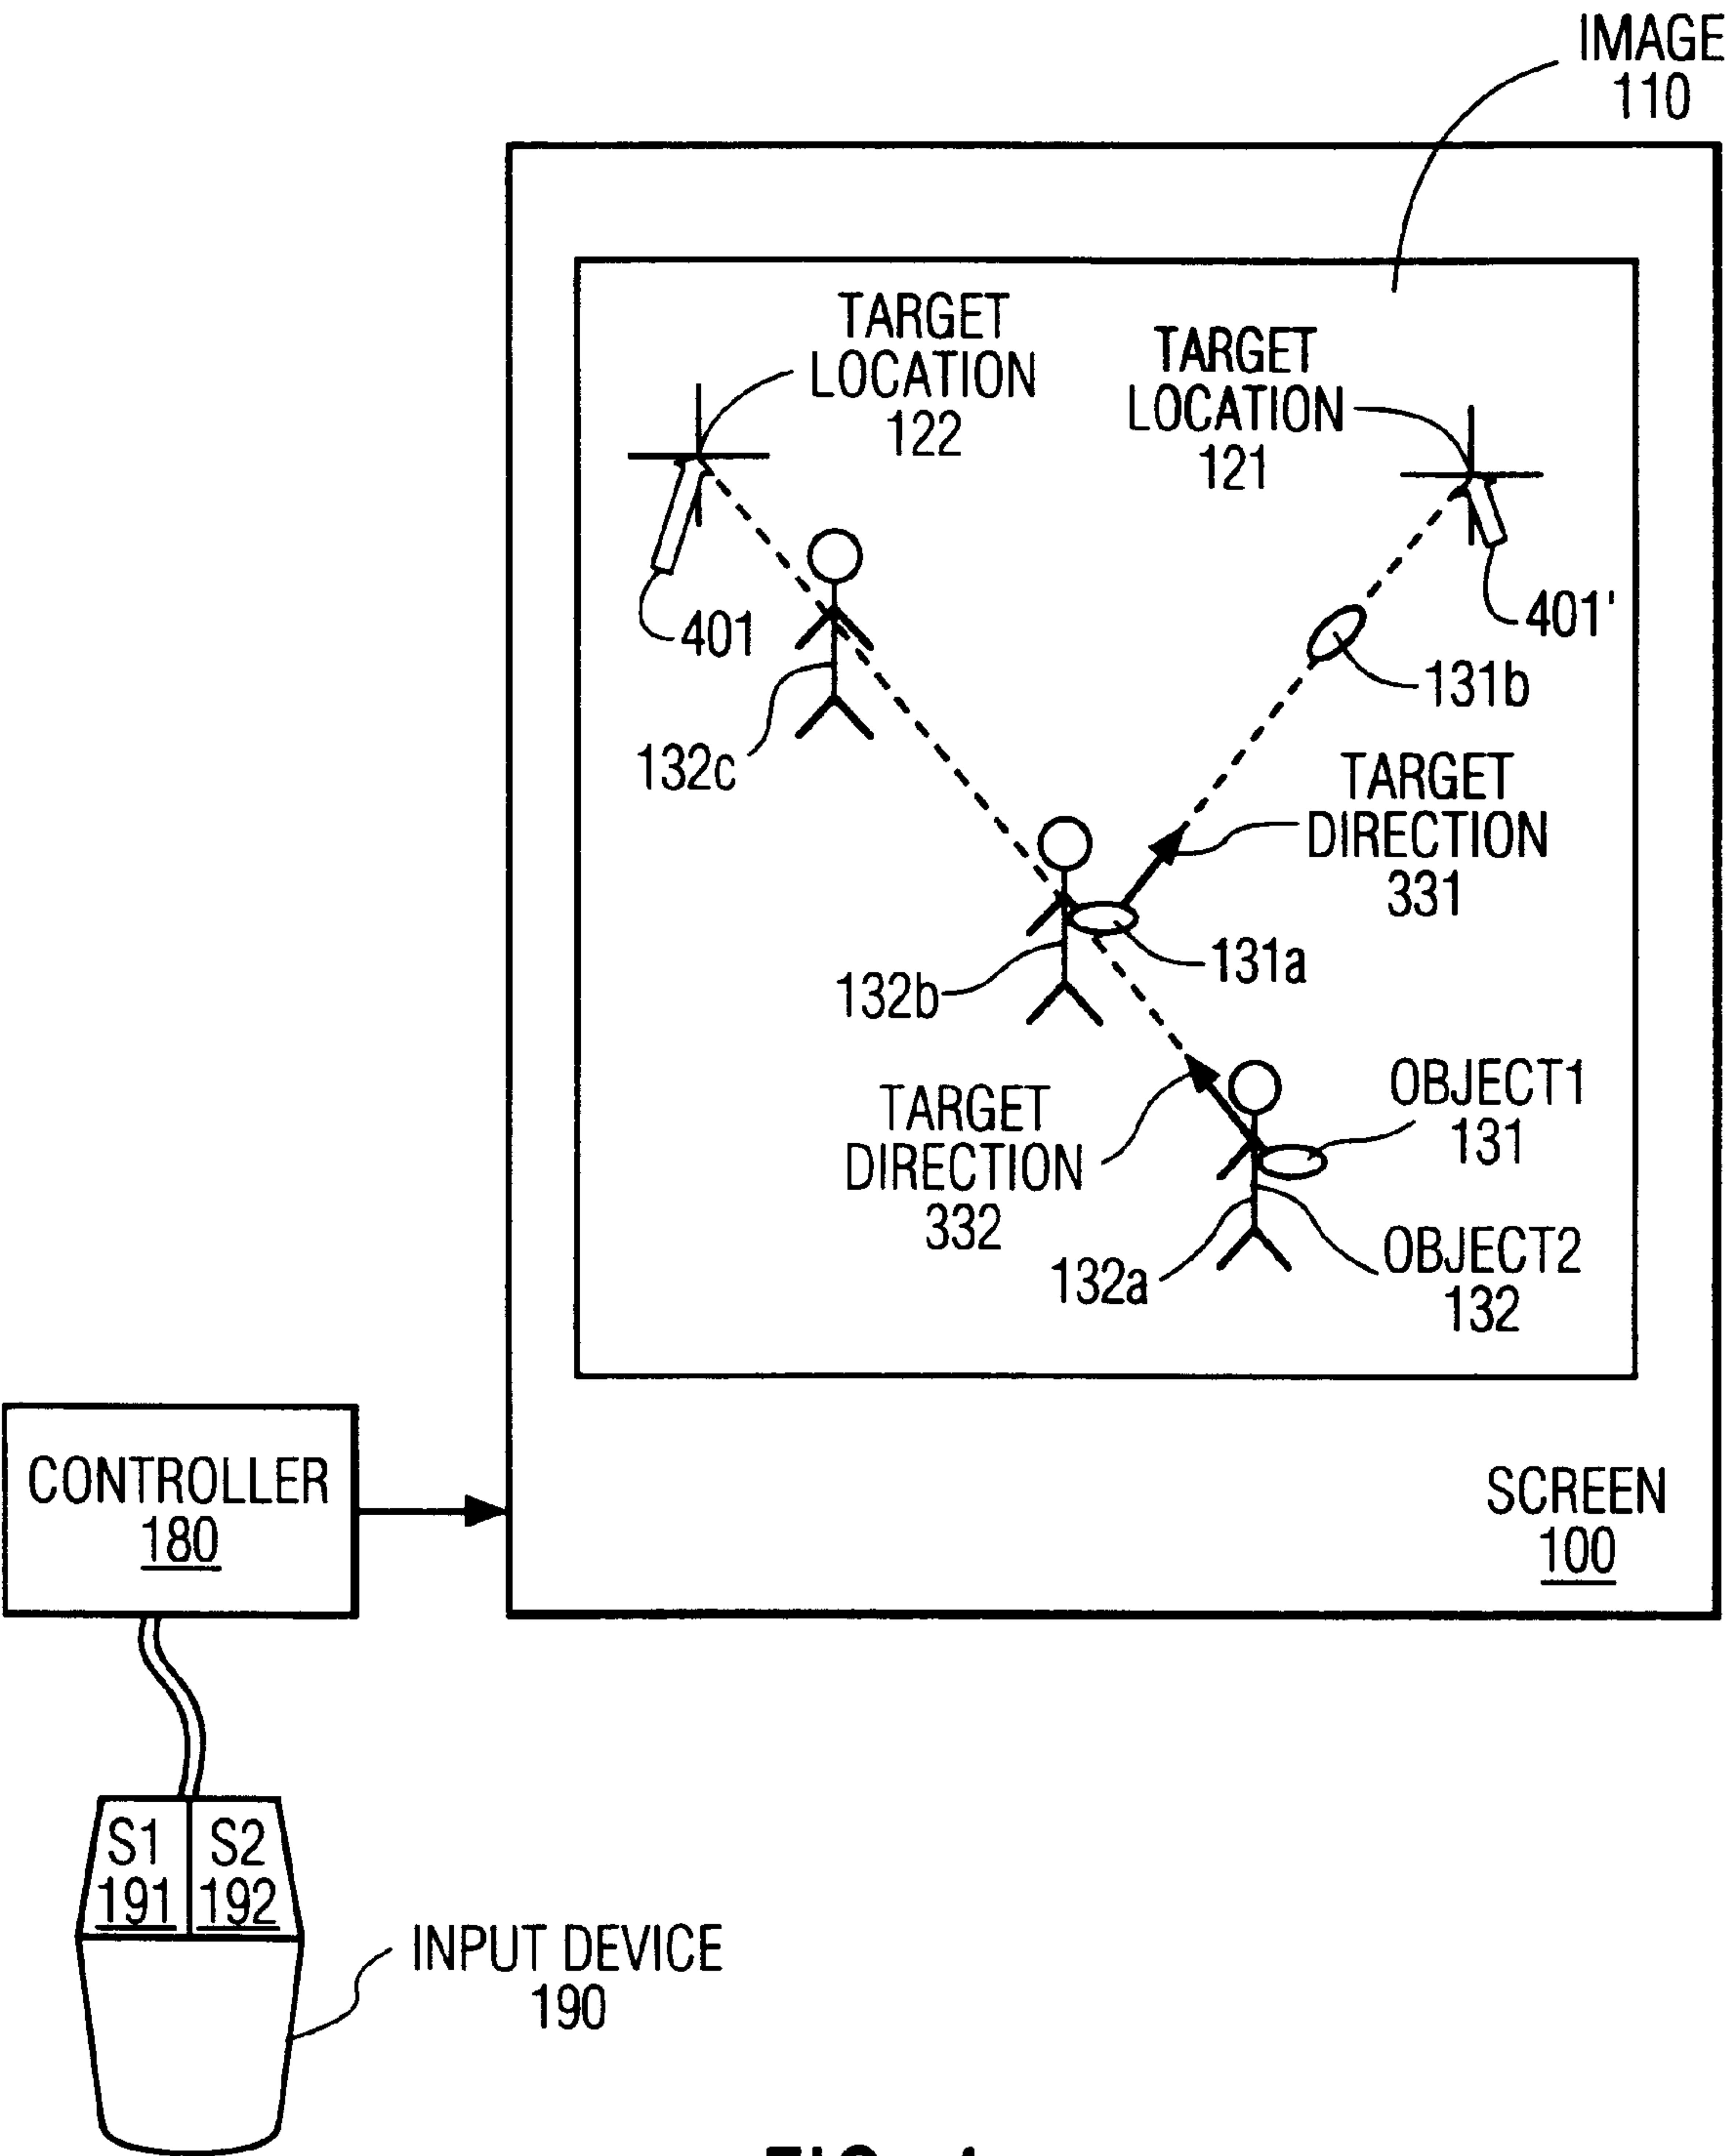 IMAGE
110
TARGET
LOCATION
122
TARGET
LOCATION
121
401
401'
131b
132c
TARGET
DIRECTION
331
131a
132b
OBJECT1
131
TARGET
DIRECTION
332
132a
OBJECT2
132
CONTROLLER
180
SCREEN
100
S1
191
S2
192
INPUT DEVICE
190